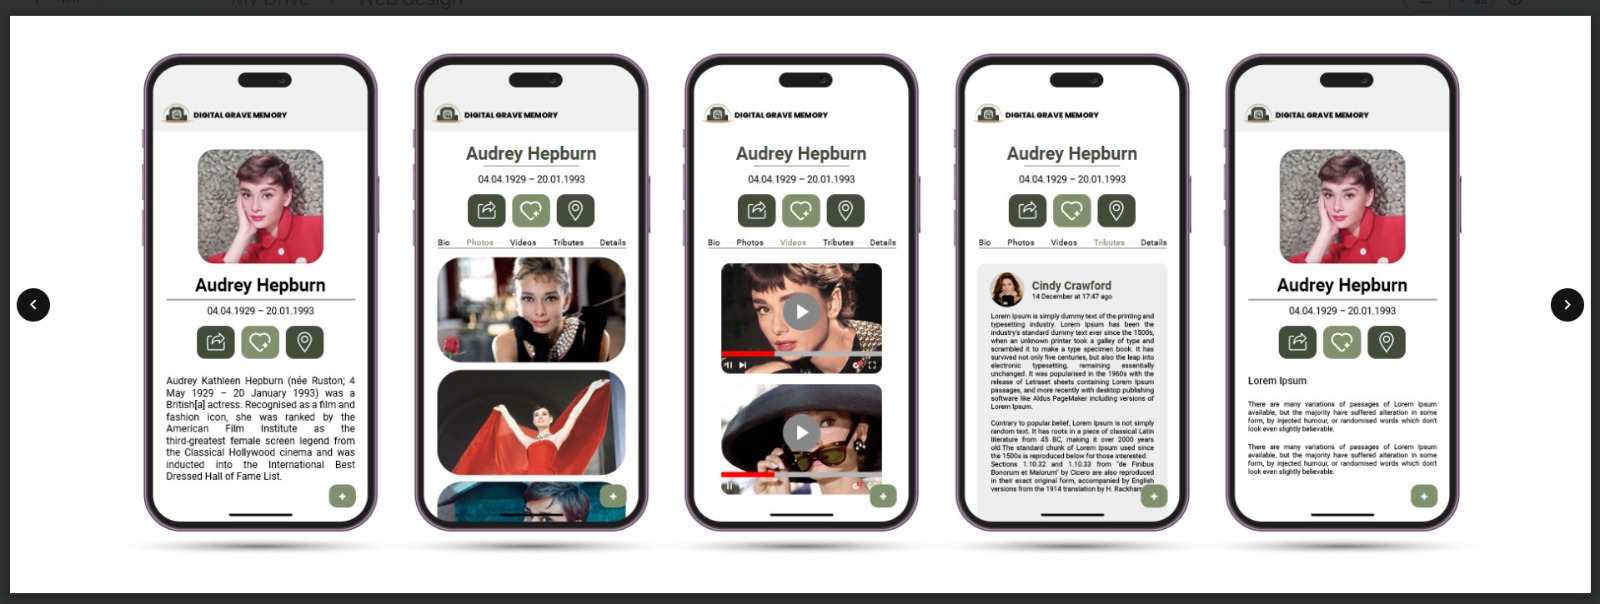 My Drive > Web design
DIGITAL GRAVE MEMORY
Audrey Hepburn
04.04.1929 – 20.01.1993
Audrey Kathleen Hepburn (née Ruston; 4
May 1929 – 20 January 1993) was a
British[a] actress. Recognised as a film and
fashion icon, she was ranked by the
American Film Institute as the
third-greatest female screen legend from
the Classical Hollywood cinema and was
inducted into the International Best
Dressed Hall of Fame List.
+
DIGITAL GRAVE MEMORY
Audrey Hepburn
04.04.1929 – 20.01.1993
Bio Photos Videos Tributes Details
+
DIGITAL GRAVE MEMORY
Audrey Hepburn
04.04.1929 – 20.01.1993
Bio Photos Videos Tributes Details
+
DIGITAL GRAVE MEMORY
Audrey Hepburn
04.04.1929 – 20.01.1993
Bio Photos Videos Tributes Details
Cindy Crawford
14 December at 17:47 ago
Lorem Ipsum is simply dummy text of the printing and
typesetting industry. Lorem Ipsum has been the
industry's standard dummy text ever since the 1500s,
when an unknown printer took a galley of type and
scrambled it to make a type specimen book. It has
survived not only five centuries, but also the leap into
electronic typesetting, remaining essentially
unchanged. It was popularised in the 1960s with the
release of Letraset sheets containing Lorem Ipsum
passages, and more recently with desktop publishing
software like Aldus PageMaker including versions of
Lorem Ipsum.
Contrary to popular belief, Lorem Ipsum is not simply
random text. It has roots in a piece of classical Latin
literature from 45 BC, making it over 2000 years
old.The standard chunk of Lorem Ipsum used since
the 1500s is reproduced below for those interested.
Sections 1.10.32 and 1.10.33 from "de Finibus
Bonorum et Malorum" by Cicero are also reproduced
in their exact original form, accompanied by English
versions from the 1914 translation by H. Rackham
+
DIGITAL GRAVE MEMORY
Audrey Hepburn
04.04.1929 – 20.01.1993
Lorem Ipsum
There are many variations of passages of Lorem Ipsum
available, but the majority have suffered alteration in some
form, by injected humour, or randomised words which don't
look even slightly believable.
There are many variations of passages of Lorem Ipsum
available, but the majority have suffered alteration in some
form, by injected humour, or randomised words which don't
look even slightly believable.
+